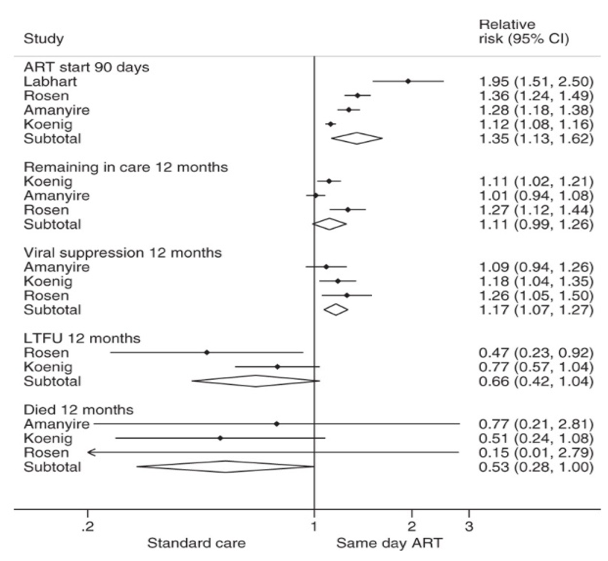 Relative
Study risk (95% CI)
ART start 90 days
Labhart 1.95 (1.51, 2.50)
Rosen 1.36 (1.24, 1.49)
Amanyire 1.28 (1.18, 1.38)
Koenig 1.12 (1.08, 1.16)
Subtotal 1.35 (1.13, 1.62)
Remaining in care 12 months
Koenig 1.11 (1.02, 1.21)
Amanyire 1.01 (0.94, 1.08)
Rosen 1.27 (1.12, 1.44)
Subtotal 1.11 (0.99, 1.26)
Viral suppression 12 months
Amanyire 1.09 (0.94, 1.26)
Koenig 1.18 (1.04, 1.35)
Rosen 1.26 (1.05, 1.50)
Subtotal 1.17 (1.07, 1.27)
LTFU 12 months
Rosen 0.47 (0.23, 0.92)
Koenig 0.77 (0.57, 1.04)
Subtotal 0.66 (0.42, 1.04)
Died 12 months
Amanyire 0.77 (0.21, 2.81)
Koenig 0.51 (0.24, 1.08)
Rosen 0.15 (0.01, 2.79)
Subtotal 0.53 (0.28, 1.00)
.2 1 2 3
Standard care Same day ART